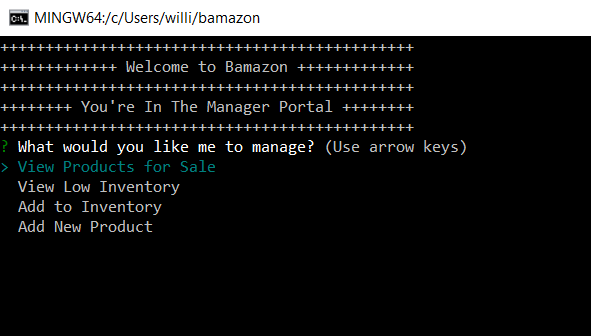 MINGW64:/c/Users/willi/bamazon
++++++++++++++++++++++++++++++++++++++++++++++
+++++++++++++ Welcome to Bamazon +++++++++++++
++++++++++++++++++++++++++++++++++++++++++++++
++++++++ You're In The Manager Portal ++++++++
++++++++++++++++++++++++++++++++++++++++++++++
? What would you like me to manage? (Use arrow keys)
> View Products for Sale
  View Low Inventory
  Add to Inventory
  Add New Product